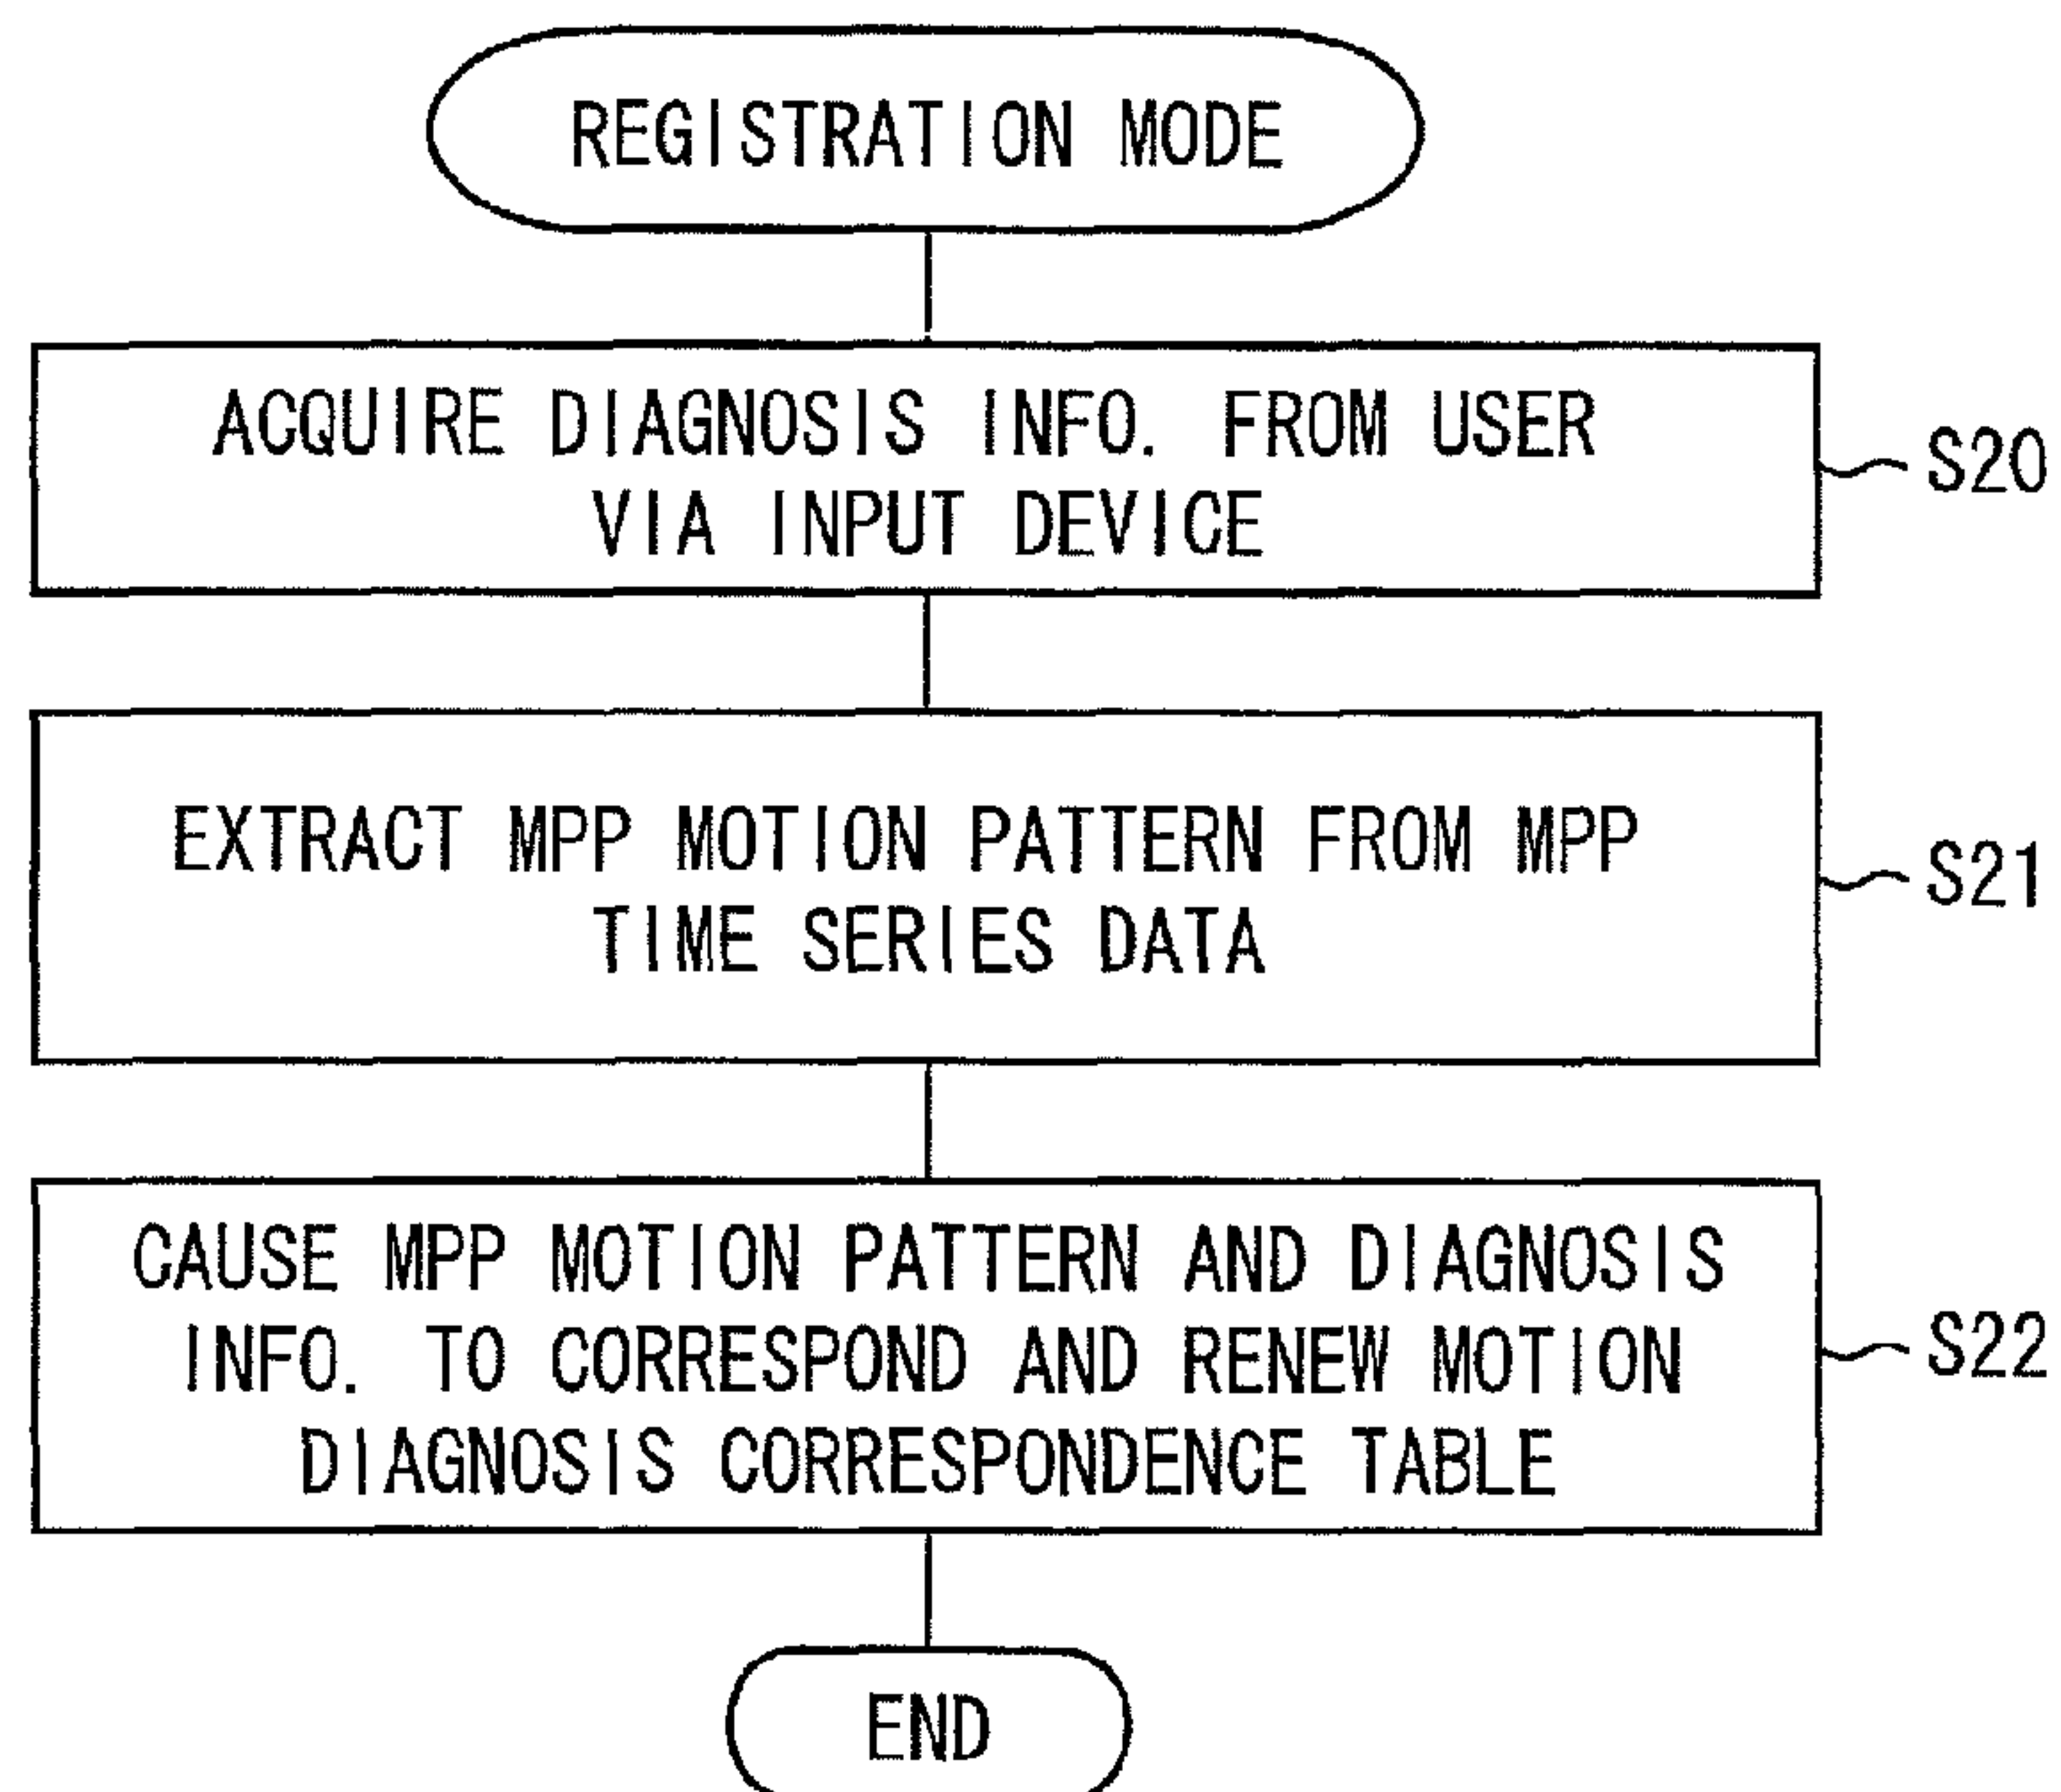 REGISTRATION MODE
ACQUIRE DIAGNOSIS INFO. FROM USER
VIA INPUT DEVICE
S20
EXTRACT MPP MOTION PATTERN FROM MPP
TIME SERIES DATA
S21
CAUSE MPP MOTION PATTERN AND DIAGNOSIS
INFO. TO CORRESPOND AND RENEW MOTION
DIAGNOSIS CORRESPONDENCE TABLE
S22
END